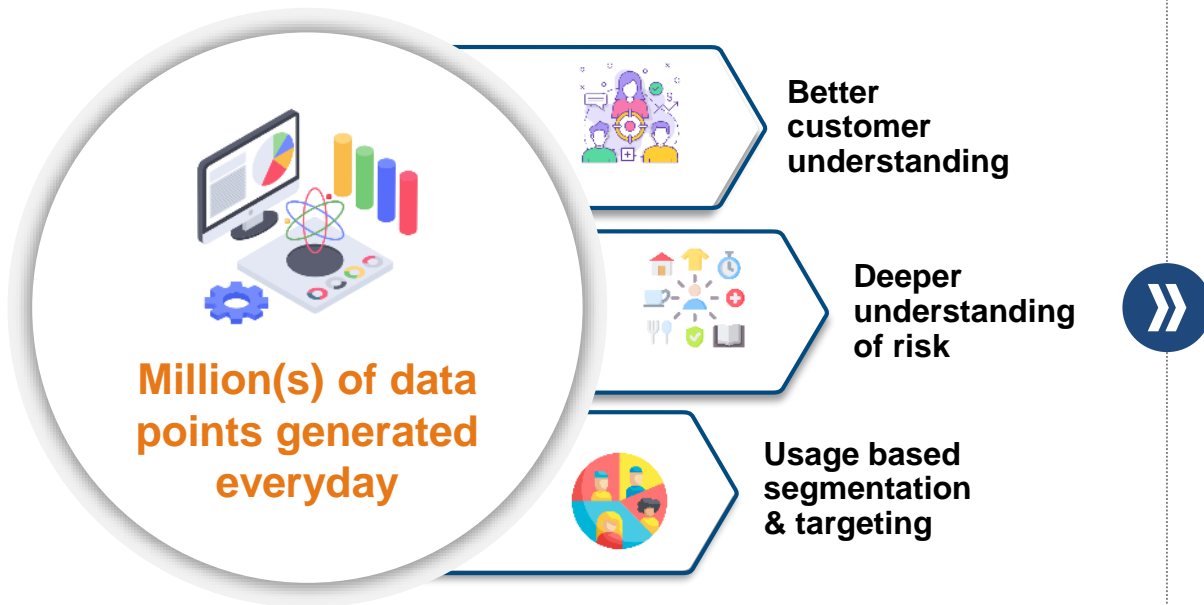 Million(s) of data
points generated
everyday
Better
customer
understanding
Deeper
understanding
of risk
Usage based
segmentation
& targeting